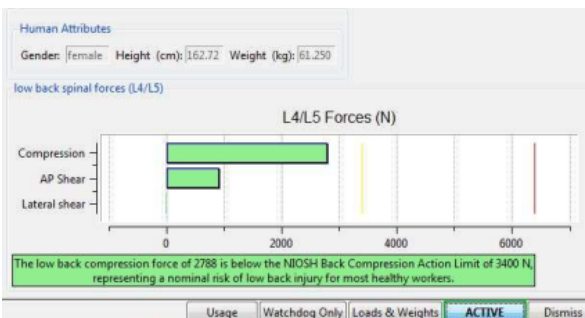 Human Attributes
Gender: female Height (cm): 162.72 Weight (kg): 61.250
low back spinal forces (L4/L5)
L4/L5 Forces (N)
Compression
AP Shear
Lateral shear
0 2000 4000 6000
The low back compression force of 2788 is below the NIOSH Back Compression Action Limit of 3400 N,
representing a nominal risk of low back injury for most healthy workers.
Usage Watchdog Only Loads & Weights ACTIVE Dismiss